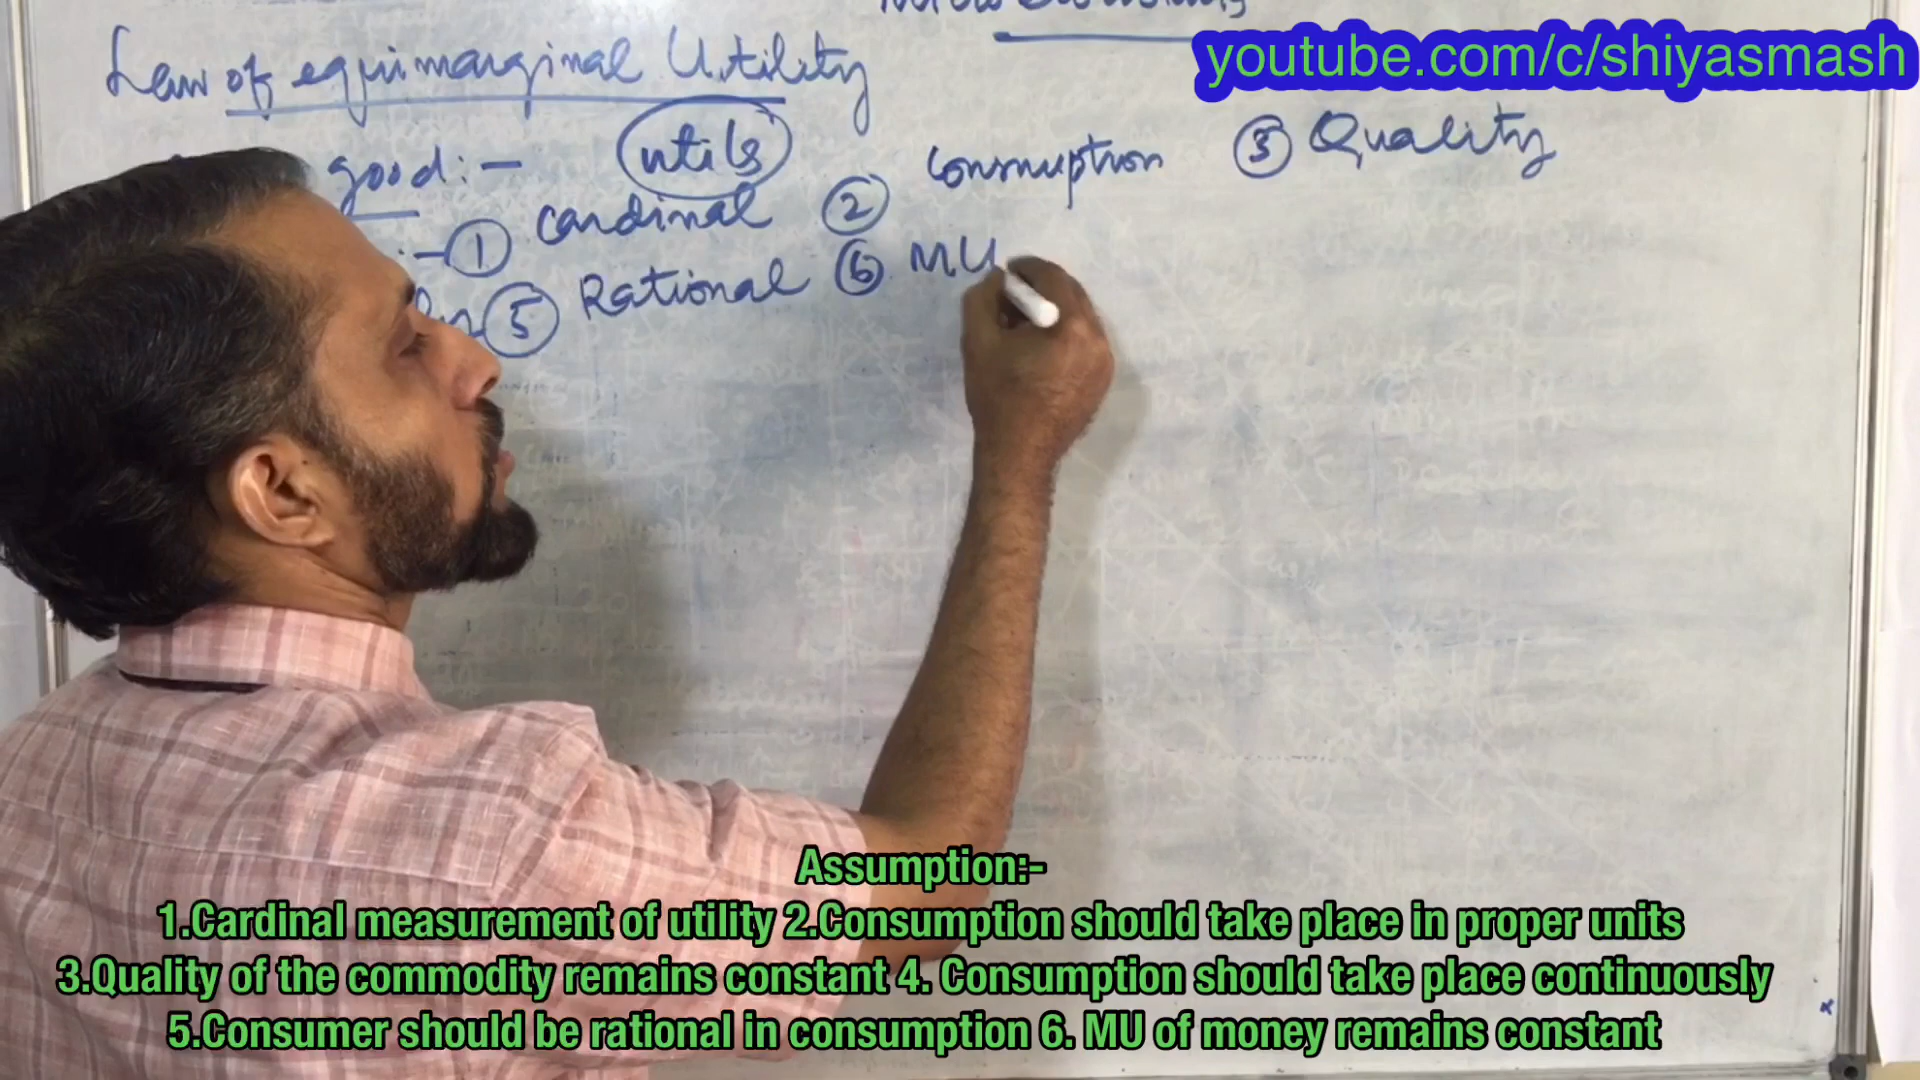 youtube.com/c/shiyasmash
Law of equimarginal Utility
good:- utils
:- ① Cardinal ② Consmuption ③ Quality
⑤ Rational ⑥ MU
Assumption:-
1.Cardinal measurement of utility 2.Consumption should take place in proper units
3.Quality of the commodity remains constant 4. Consumption should take place continuously
5.Consumer should be rational in consumption 6. MU of money remains constant